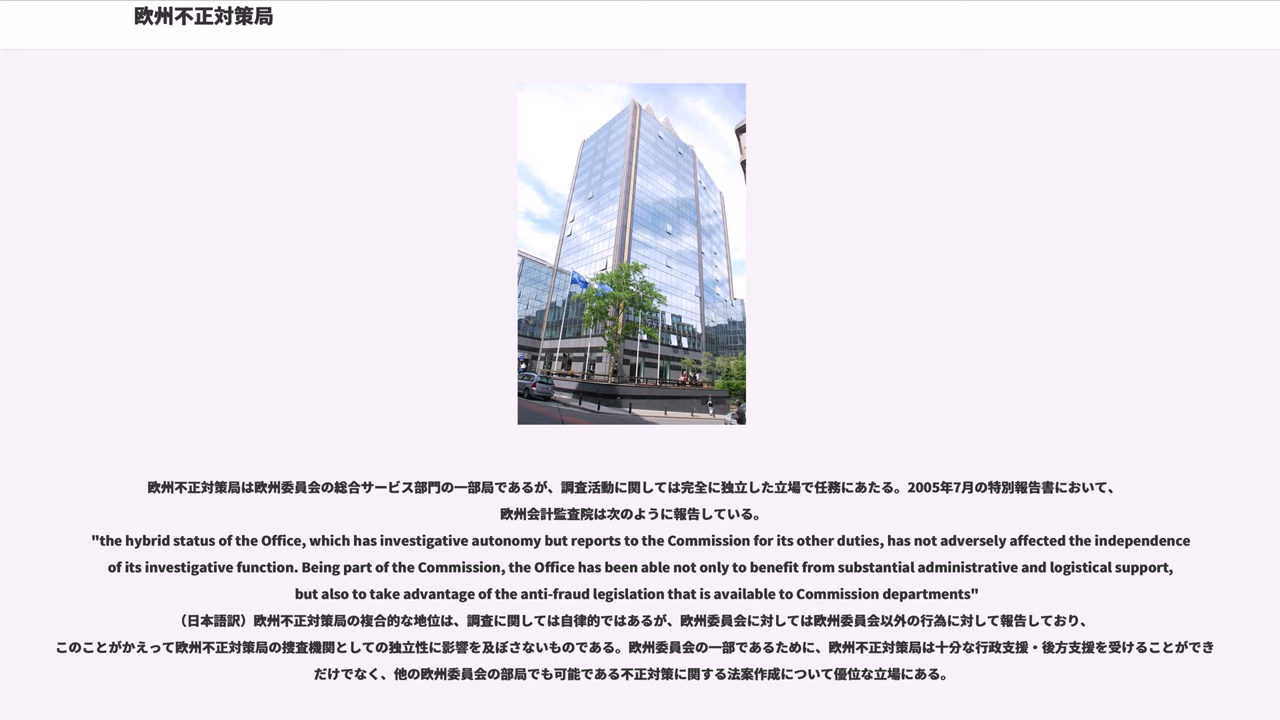 欧州不正対策局
欧州不正対策局は欧州委員会の総合サービス部門の一部局であるが、調査活動に関しては完全に独立した立場で任務にあたる。2005年7月の特別報告書において、
欧州会計監査院は次のように報告している。
"the hybrid status of the Office, which has investigative autonomy but reports to the Commission for its other duties, has not adversely affected the independence
of its investigative function. Being part of the Commission, the Office has been able not only to benefit from substantial administrative and logistical support,
but also to take advantage of the anti-fraud legislation that is available to Commission departments"
（日本語訳）欧州不正対策局の複合的な地位は、調査に関しては自律的ではあるが、欧州委員会に対しては欧州委員会以外の行為に対して報告しており、
このことがかえって欧州不正対策局の捜査機関としての独立性に影響を及ぼさないものである。欧州委員会の一部であるために、欧州不正対策局は十分な行政支援・後方支援を受けることができ
だけでなく、他の欧州委員会の部局でも可能である不正対策に関する法案作成について優位な立場にある。